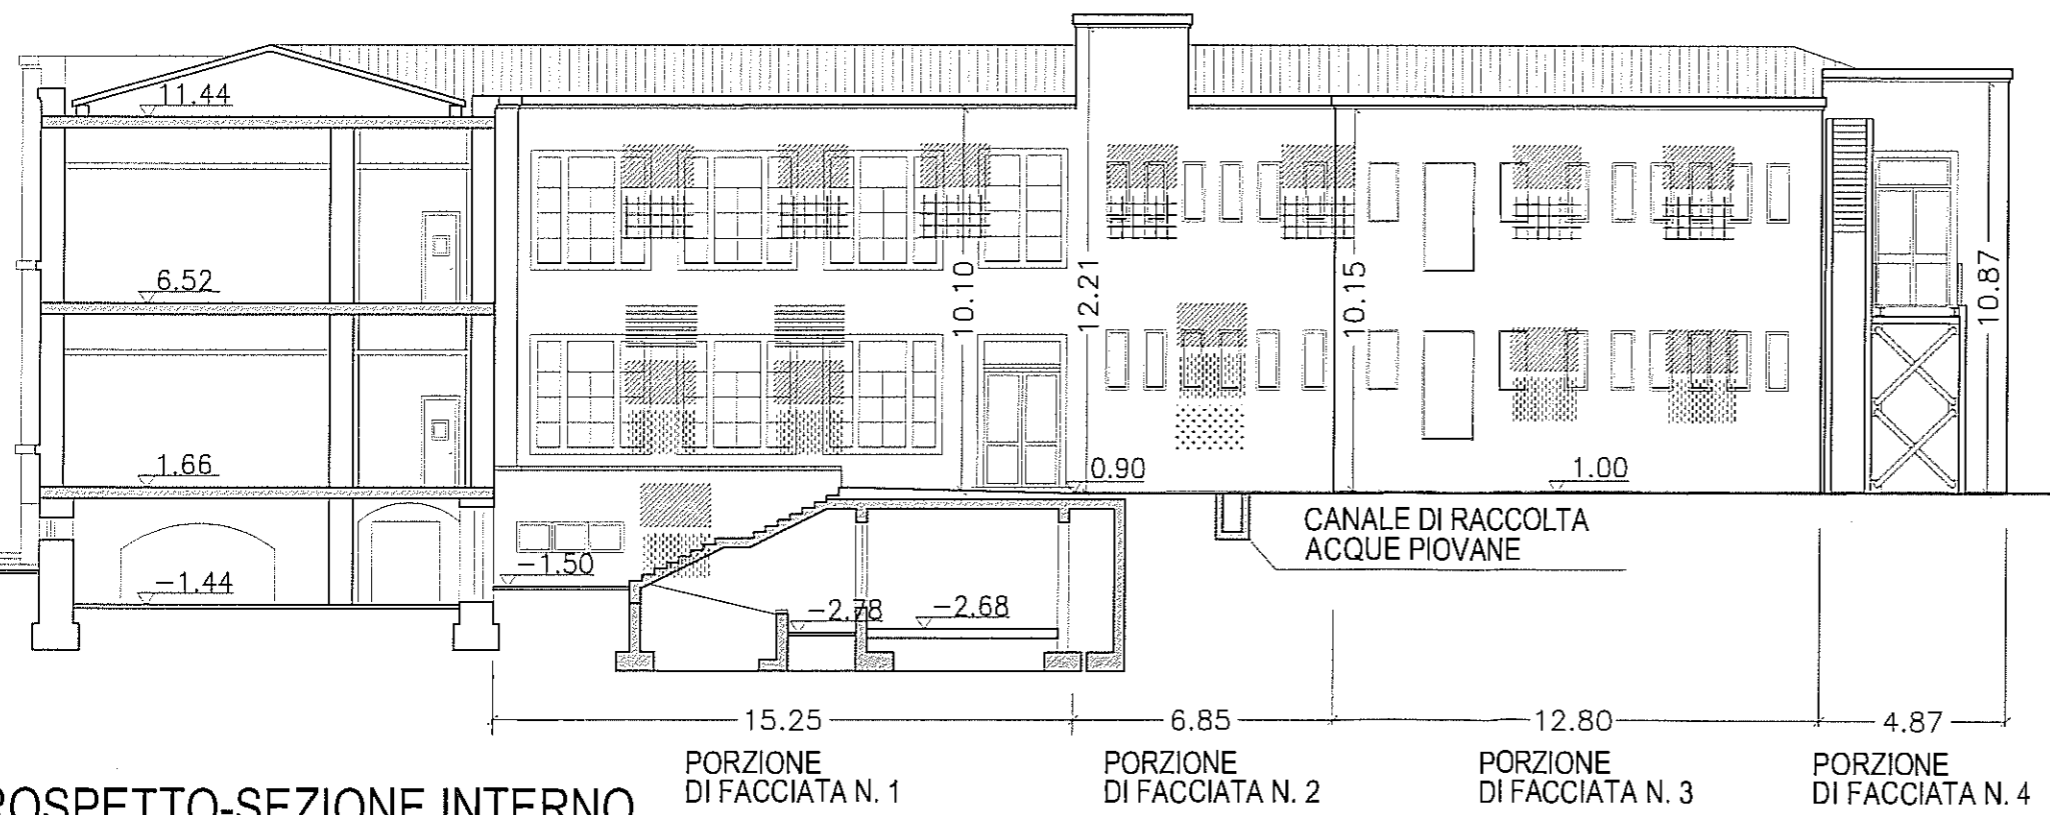 11.44
6.52
1.66
−1.44
−1.50
−2.78
−2.68
10.10
12.21
10.15
10.87
0.90
1.00
CANALE DI RACCOLTA
ACQUE PIOVANE
15.25
6.85
12.80
4.87
PORZIONE
DI FACCIATA N. 1
PORZIONE
DI FACCIATA N. 2
PORZIONE
DI FACCIATA N. 3
PORZIONE
DI FACCIATA N. 4
ROSPETTO-SEZIONE INTERNO